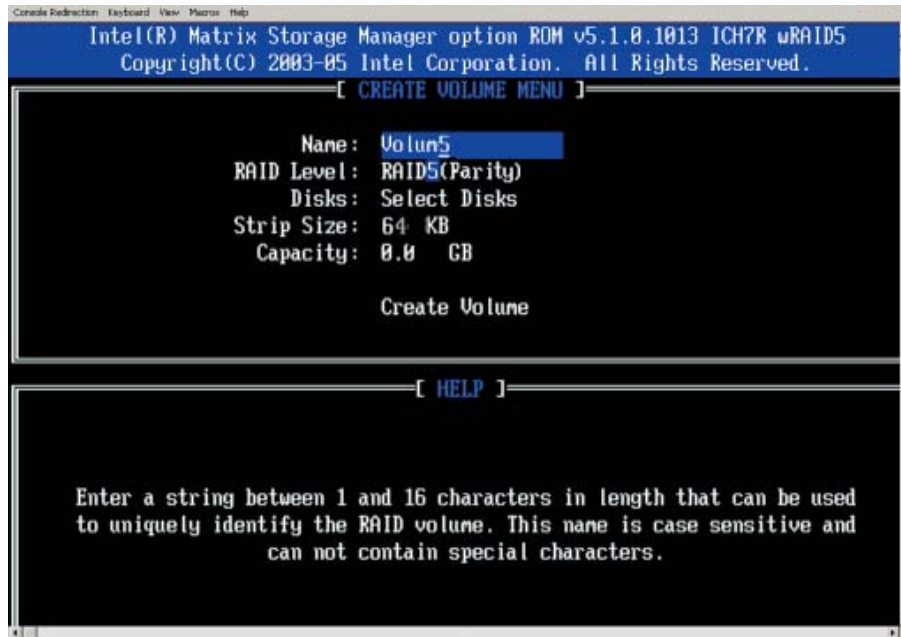 Console Redirection Keyboard View Macros Help
Intel(R) Matrix Storage Manager option ROM v5.1.0.1013 ICH7R wRAID5
Copyright(C) 2003-05 Intel Corporation. All Rights Reserved.
[ CREATE VOLUME MENU ]
Name: Volum5
RAID Level: RAID5(Parity)
Disks: Select Disks
Strip Size: 64 KB
Capacity: 0.0 GB
Create Volume
[ HELP ]
Enter a string between 1 and 16 characters in length that can be used
to uniquely identify the RAID volume. This name is case sensitive and
can not contain special characters.